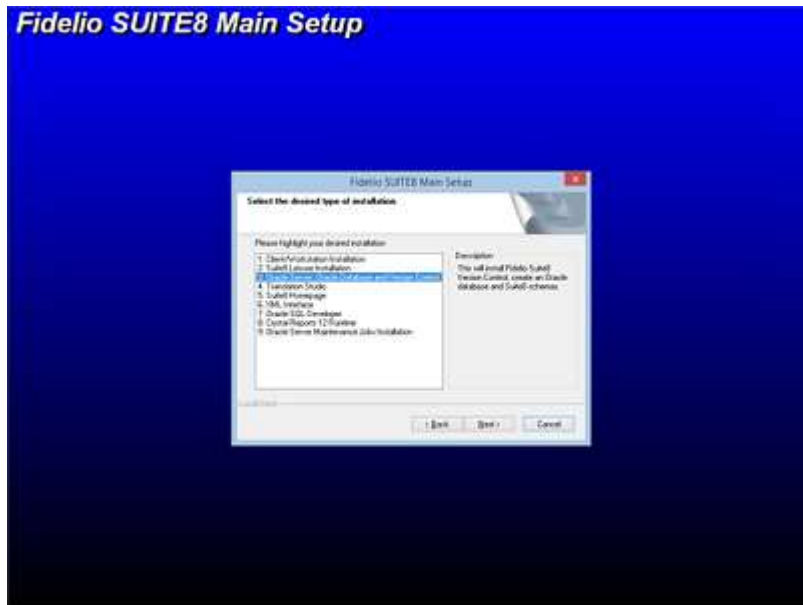 Fidelio SUITE8 Main Setup
Fidelio SUITE8 Main Setup
Select the desired type of installation.
Please highlight your desired installation
1. Client/Workstation Installation
2. Suite8 Leisure Installation
3. Oracle Server, Oracle Database and Version Control
4. Translation Studio
5. Suite8 Homepage
6. XML Interface
7. Oracle SQL Developer
8. Crystal Reports 12 Runtime
9. Oracle Server Maintenance Jobs Installation
Description
This will install Fidelio Suite8
Version Control, create an Oracle
database and Suite8 schemas.
< Back
Next >
Cancel